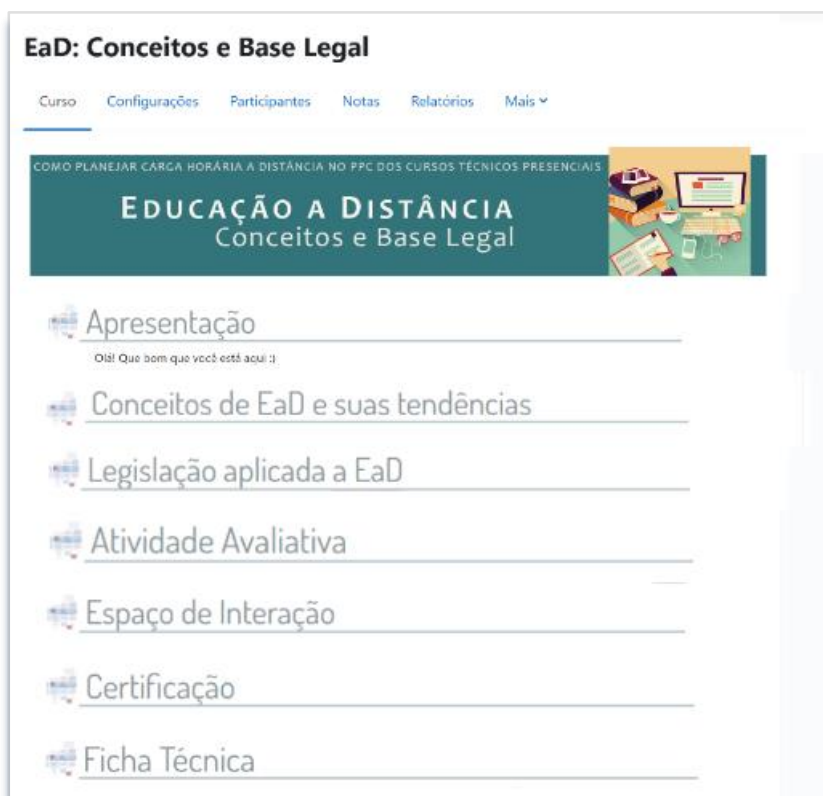 EaD: Conceitos e Base Legal
Curso Configurações Participantes Notas Relatórios Mais
COMO PLANEJAR CARGA HORÁRIA A DISTÂNCIA NO PPC DOS CURSOS TÉCNICOS PRESENCIAIS
EDUCAÇÃO A DISTÂNCIA
Conceitos e Base Legal
Apresentação
Olá! Que bom que você está aqui :)
Conceitos de EaD e suas tendências
Legislação aplicada a EaD
Atividade Avaliativa
Espaço de Interação
Certificação
Ficha Técnica